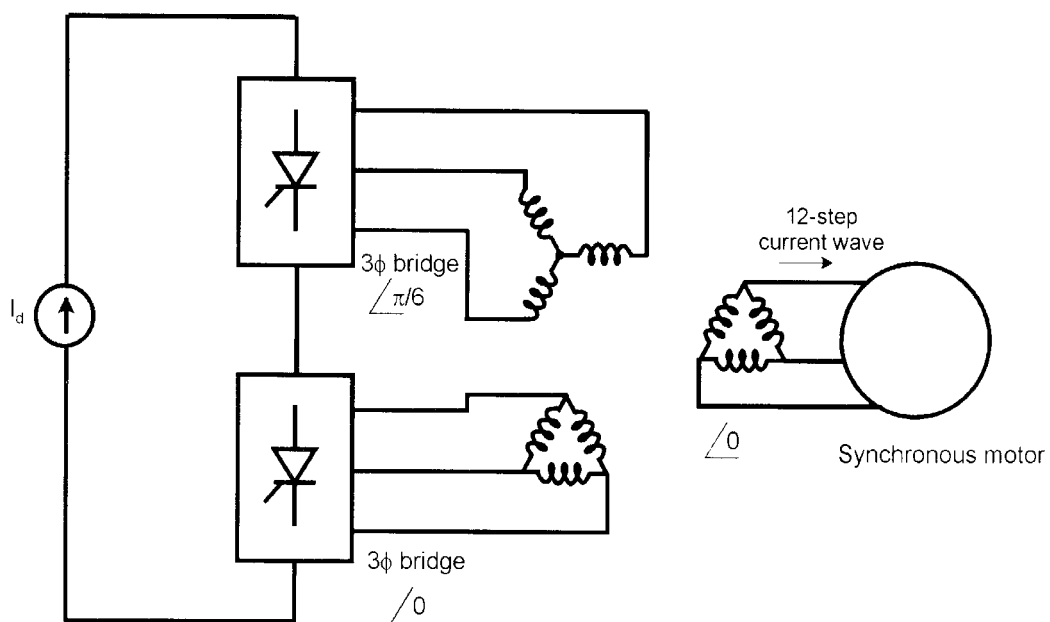 I_d
3ϕ bridge
∠π/6
3ϕ bridge
∠0
12-step
current wave
∠0
Synchronous motor